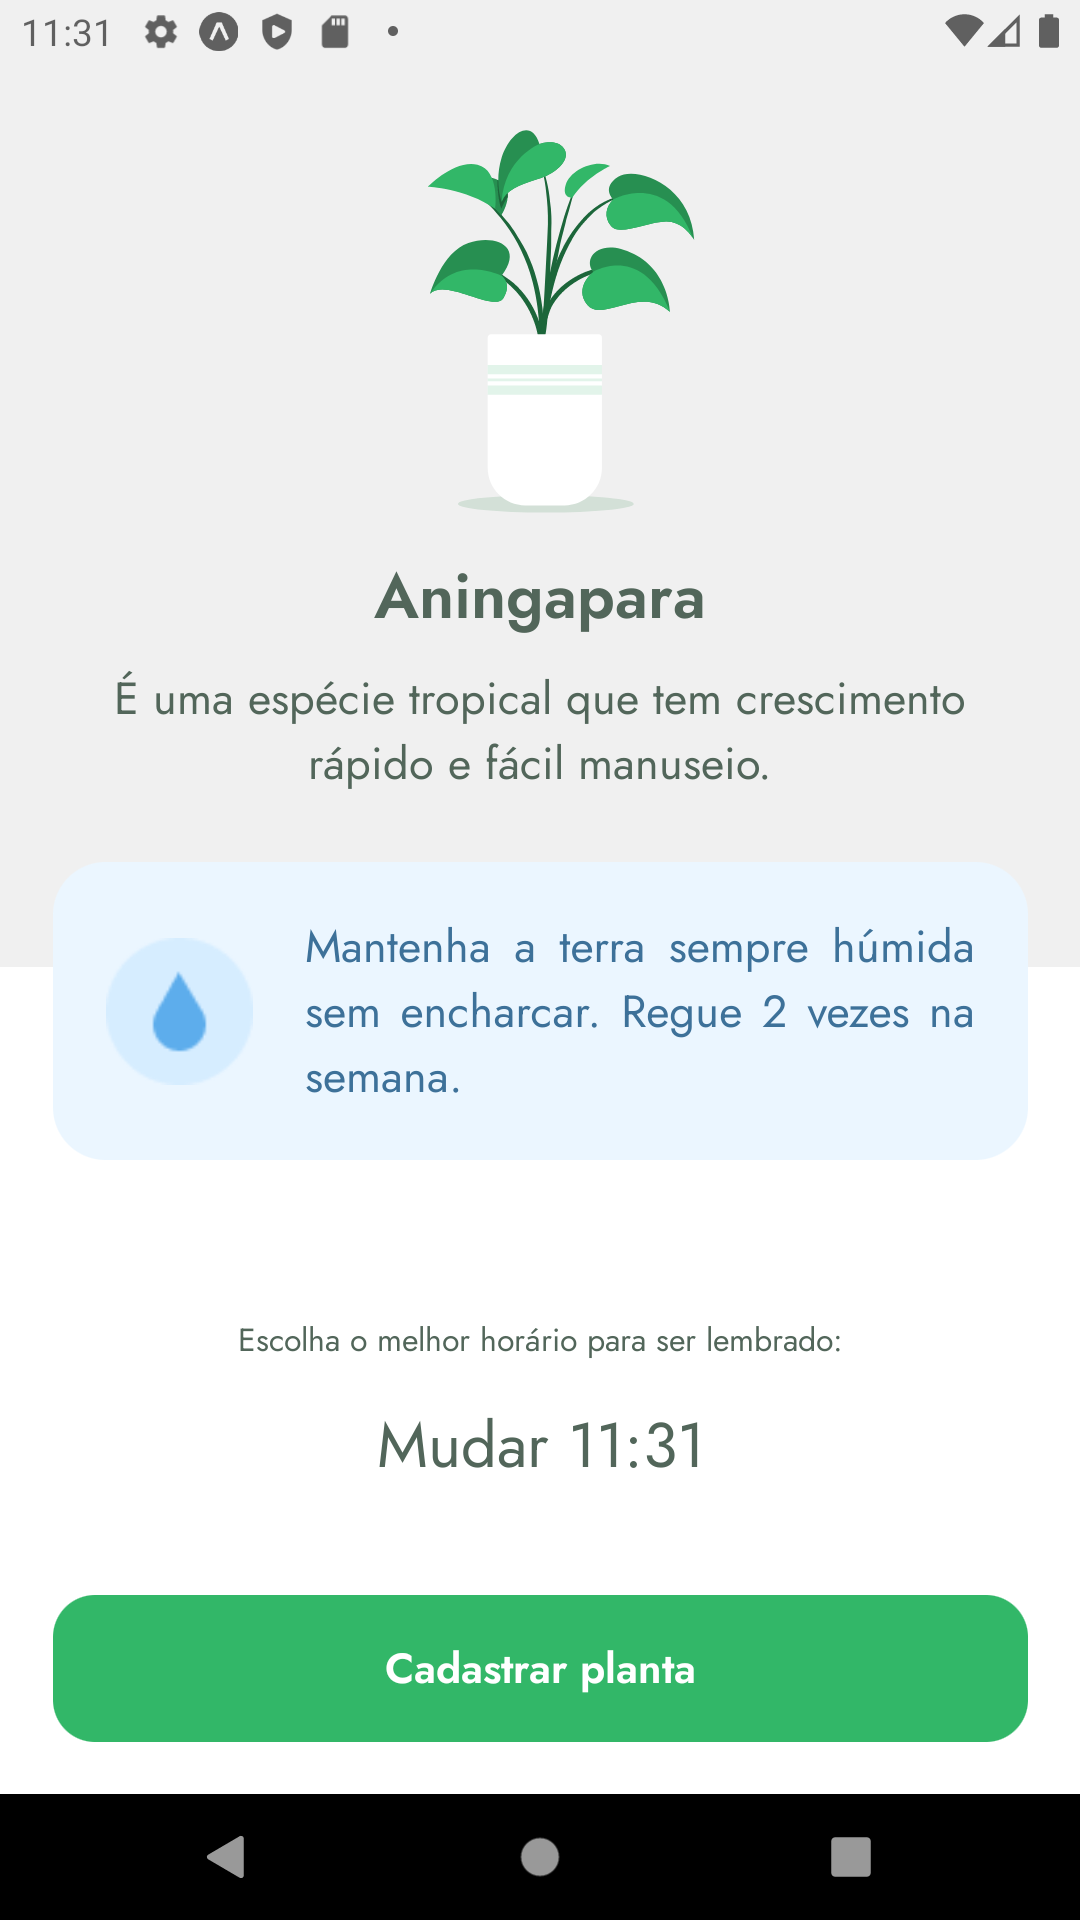 11:31
Aningapara
É uma espécie tropical que tem crescimento
rápido e fácil manuseio.
Mantenha a terra sempre húmida
sem encharcar. Regue 2 vezes na
semana.
Escolha o melhor horário para ser lembrado:
Mudar 11:31
Cadastrar planta